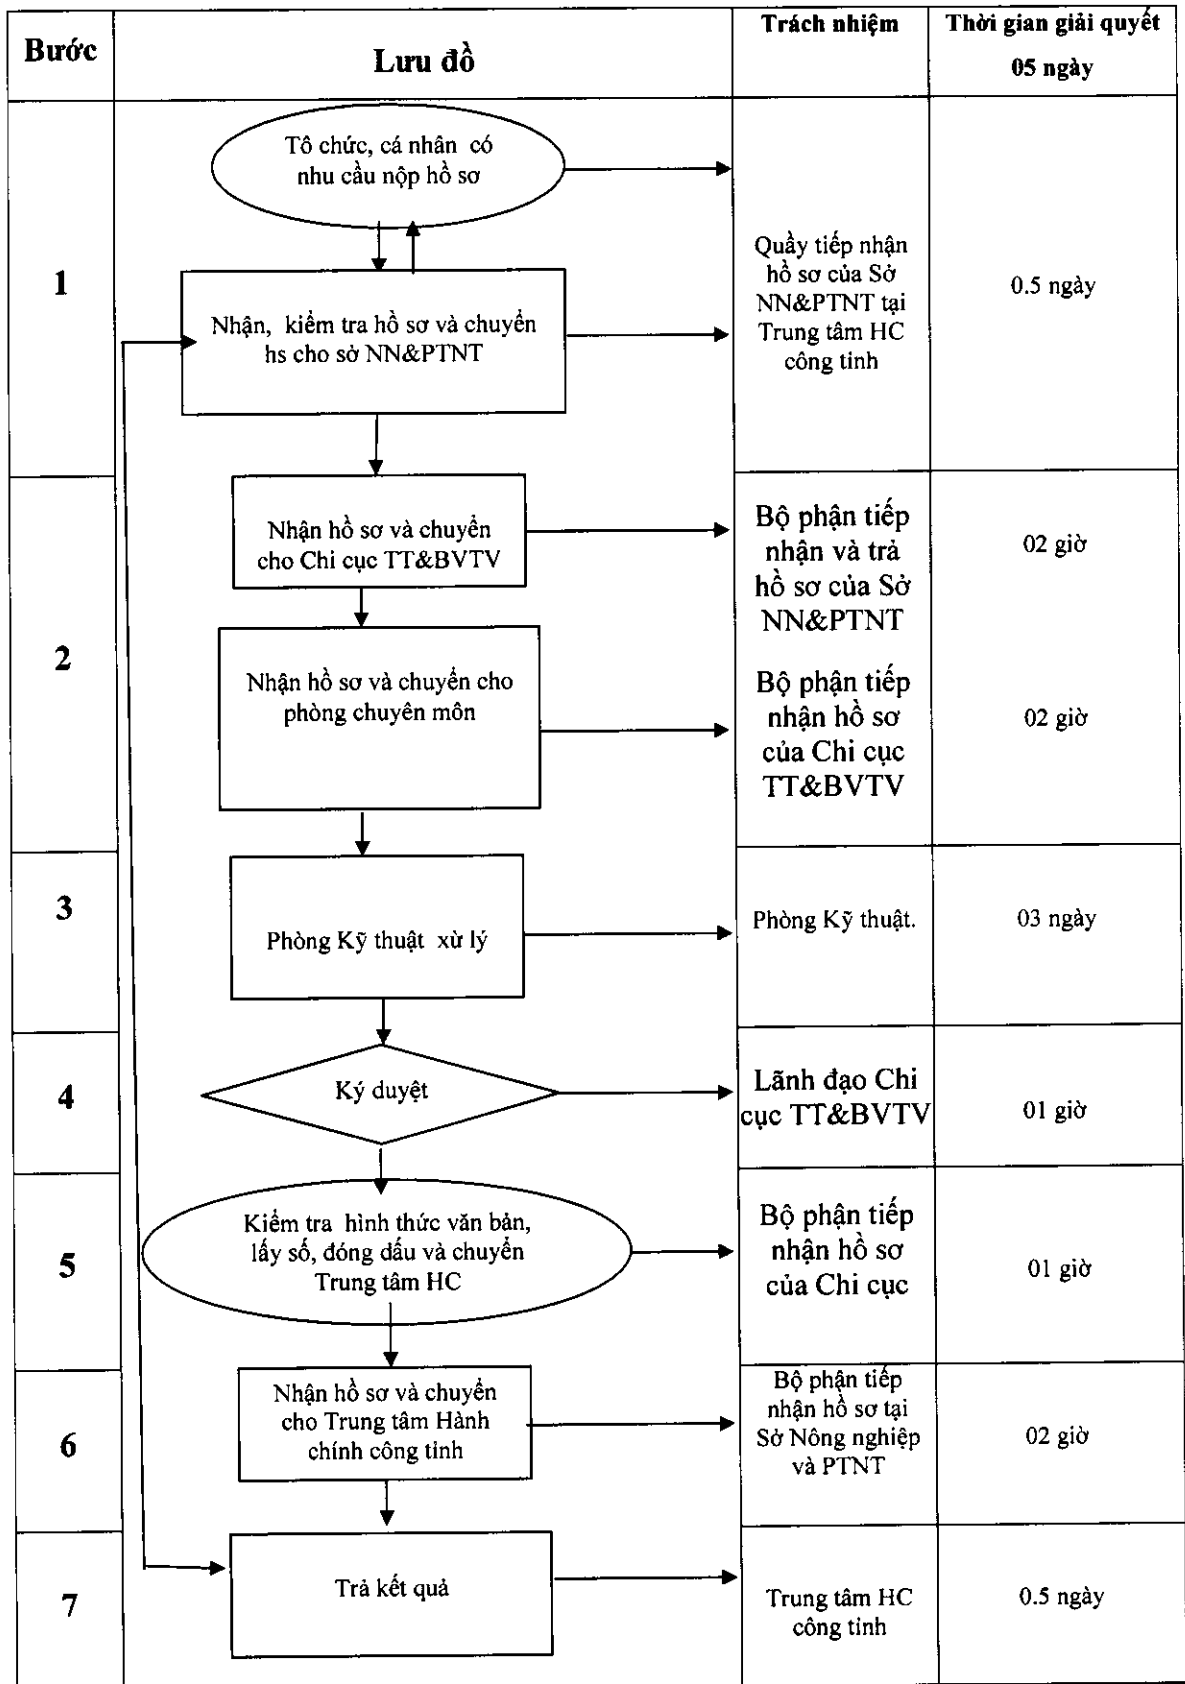 Bước
Lưu đồ
Trách nhiệm
Thời gian giải quyết
05 ngày
1
Tổ chức, cá nhân có
nhu cầu nộp hồ sơ
Nhận, kiểm tra hồ sơ và chuyển
hs cho sở NN&PTNT
Quầy tiếp nhận
hồ sơ của Sở
NN&PTNT tại
Trung tâm HC
công tỉnh
0.5 ngày
2
Nhận hồ sơ và chuyển
cho Chi cục TT&BVTV
Bộ phận tiếp
nhận và trả
hồ sơ của Sở
NN&PTNT
02 giờ
Nhận hồ sơ và chuyển cho
phòng chuyên môn
Bộ phận tiếp
nhận hồ sơ
của Chi cục
TT&BVTV
02 giờ
3
Phòng Kỹ thuật xử lý
Phòng Kỹ thuật.
03 ngày
4
Ký duyệt
Lãnh đạo Chi
cục TT&BVTV
01 giờ
5
Kiểm tra hình thức văn bản,
lấy số, đóng dấu và chuyển
Trung tâm HC
Bộ phận tiếp
nhận hồ sơ
của Chi cục
01 giờ
6
Nhận hồ sơ và chuyển
cho Trung tâm Hành
chính công tỉnh
Bộ phận tiếp
nhận hồ sơ tại
Sở Nông nghiệp
và PTNT
02 giờ
7
Trả kết quả
Trung tâm HC
công tỉnh
0.5 ngày